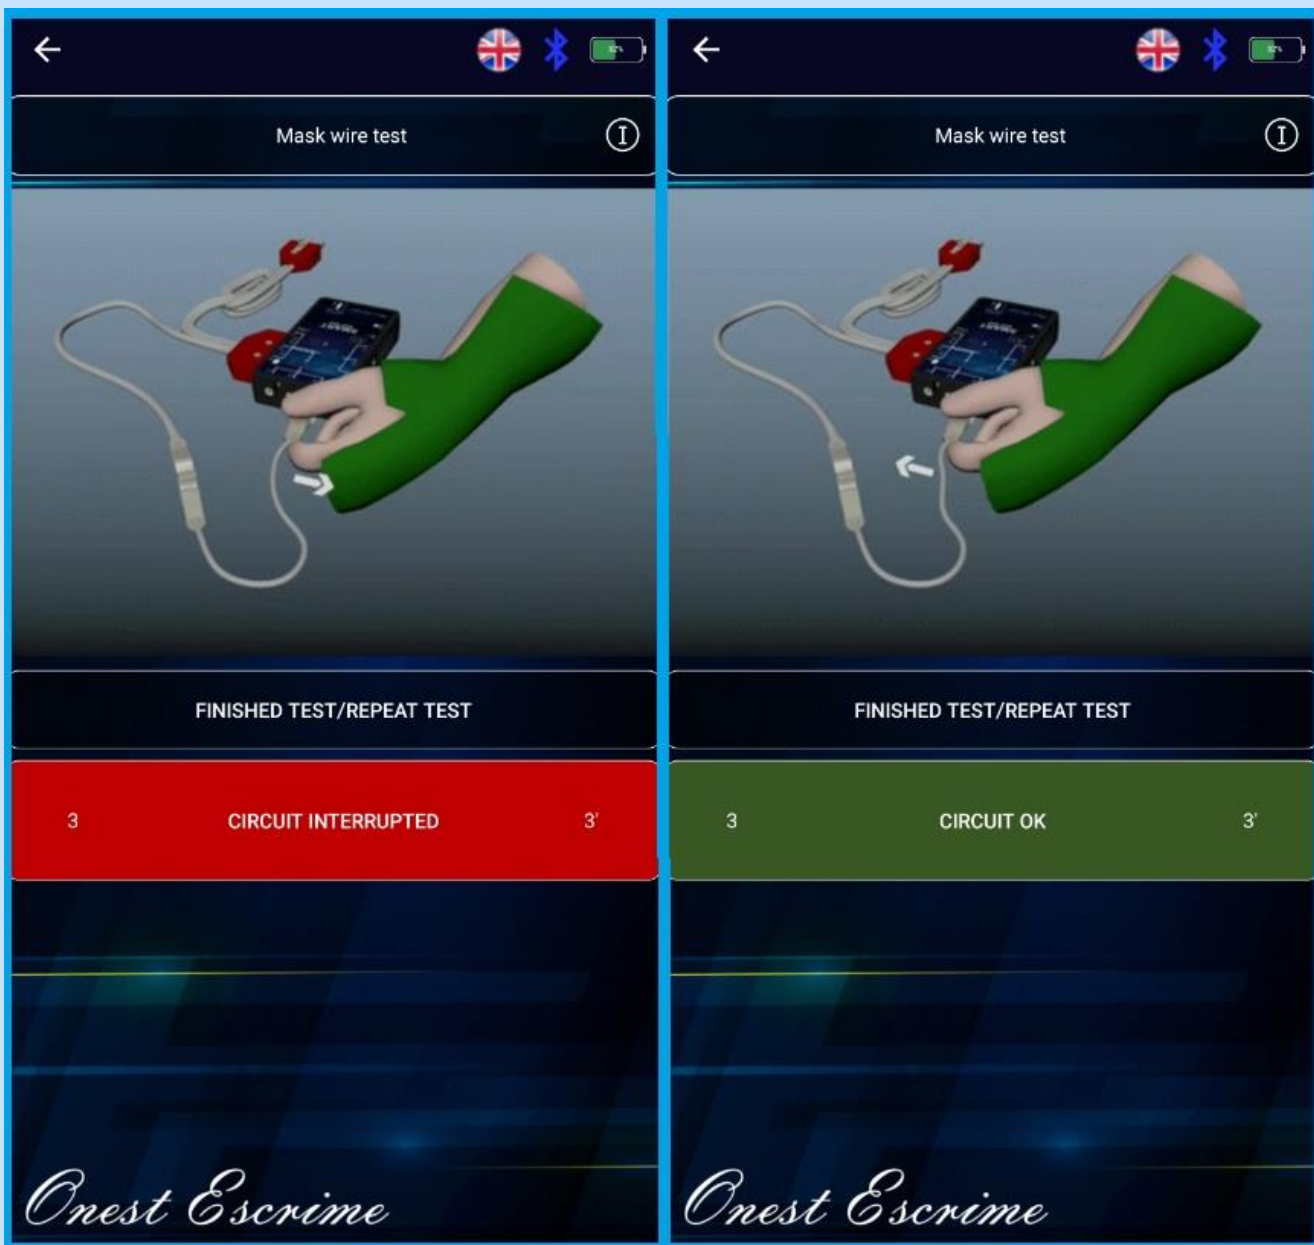 Mask wire test
FINISHED TEST/REPEAT TEST
3 CIRCUIT INTERRUPTED 3'
Onest Escrime
Mask wire test
FINISHED TEST/REPEAT TEST
3 CIRCUIT OK 3'
Onest Escrime